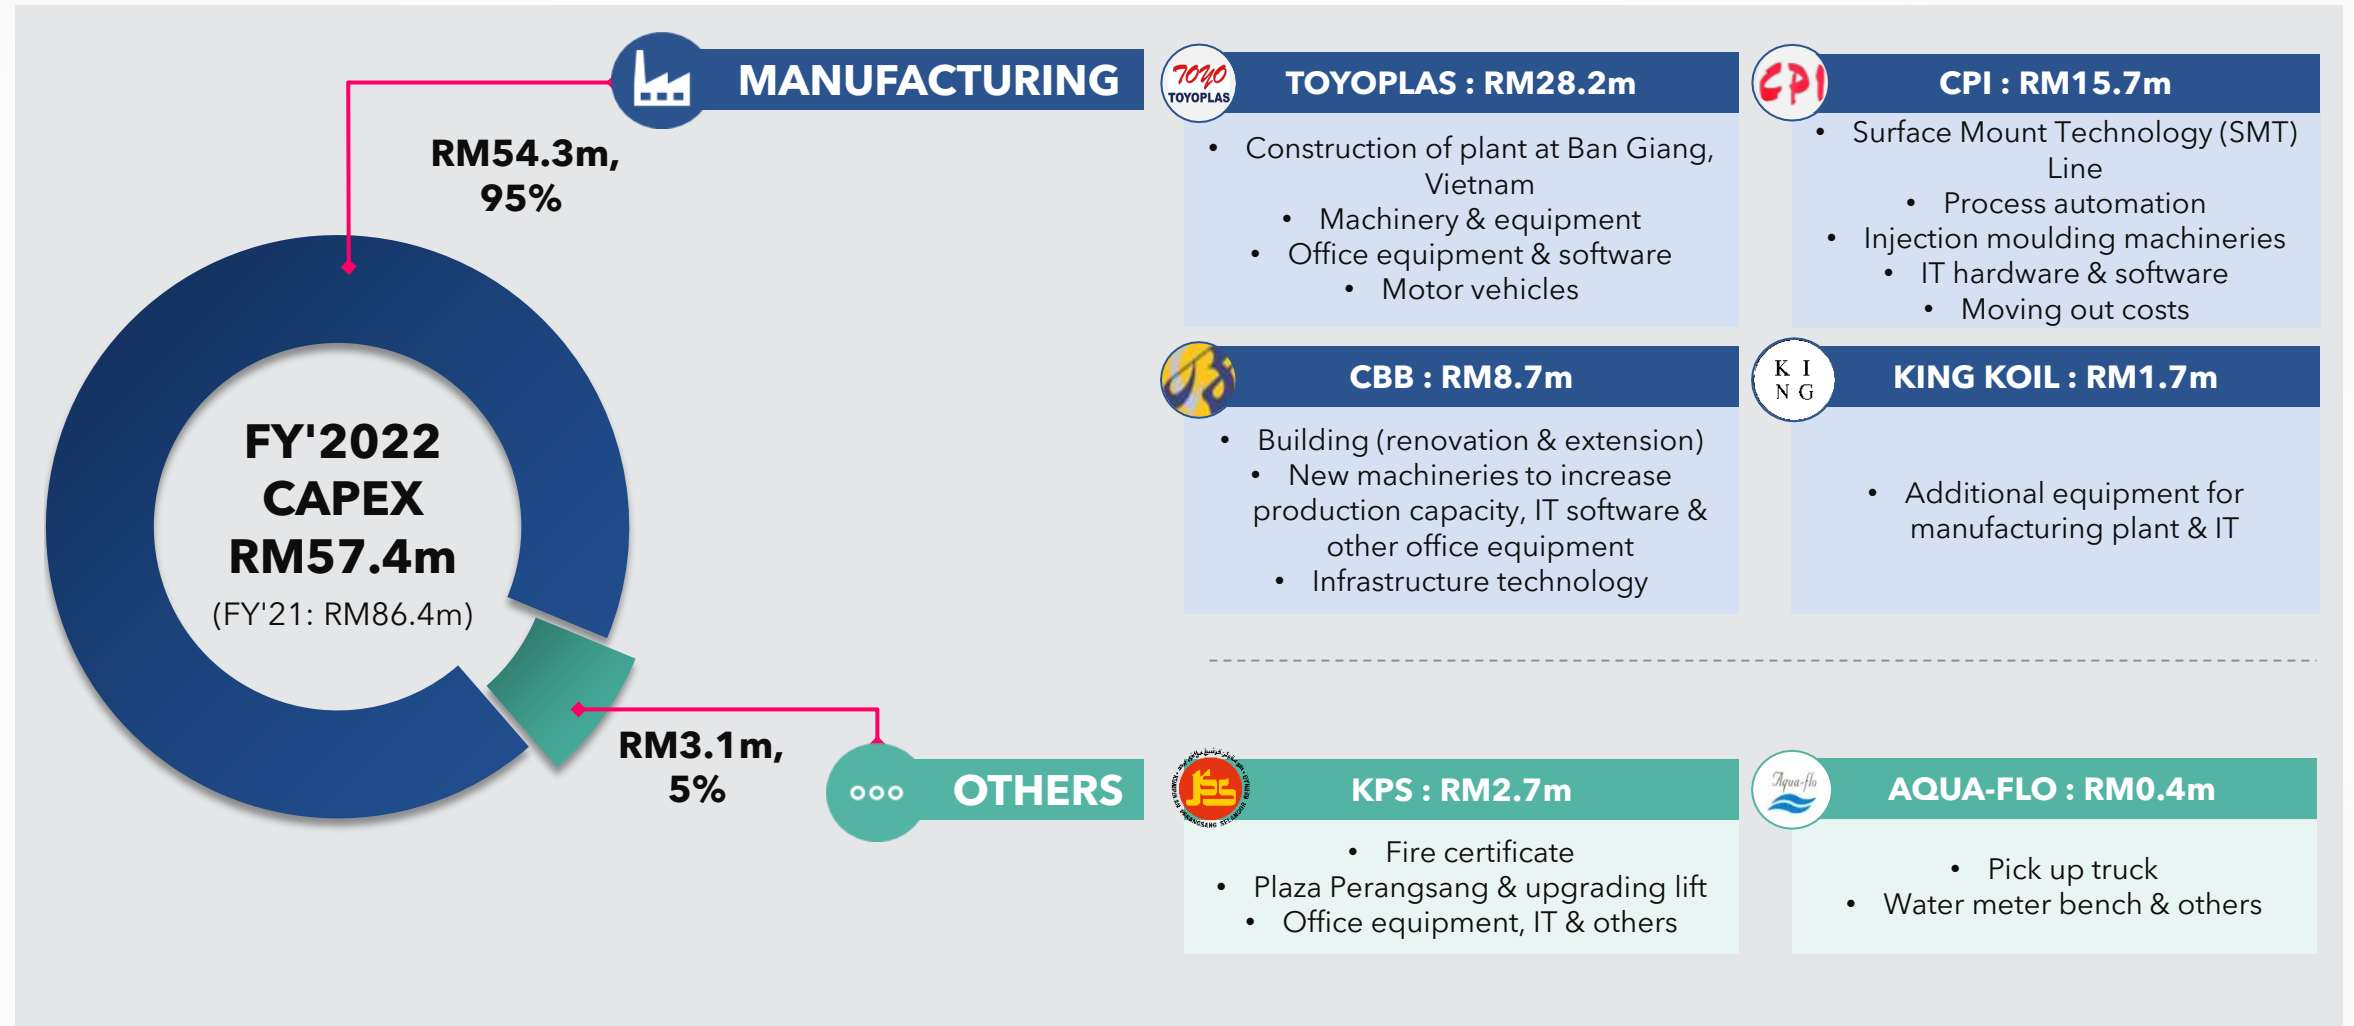 MANUFACTURING
RM54.3m,
95%
FY'2022
CAPEX
RM57.4m
(FY'21: RM86.4m)
RM3.1m,
5%
OTHERS
TOYO
TOYOPLAS
TOYOPLAS : RM28.2m
• Construction of plant at Ban Giang,
Vietnam
• Machinery & equipment
• Office equipment & software
• Motor vehicles
CPI
CPI : RM15.7m
• Surface Mount Technology (SMT)
Line
• Process automation
• Injection moulding machineries
• IT hardware & software
• Moving out costs
CBB : RM8.7m
• Building (renovation & extension)
• New machineries to increase
production capacity, IT software &
other office equipment
• Infrastructure technology
K I
N G
KING KOIL : RM1.7m
• Additional equipment for
manufacturing plant & IT
KPS : RM2.7m
• Fire certificate
• Plaza Perangsang & upgrading lift
• Office equipment, IT & others
Aqua-flo
AQUA-FLO : RM0.4m
• Pick up truck
• Water meter bench & others